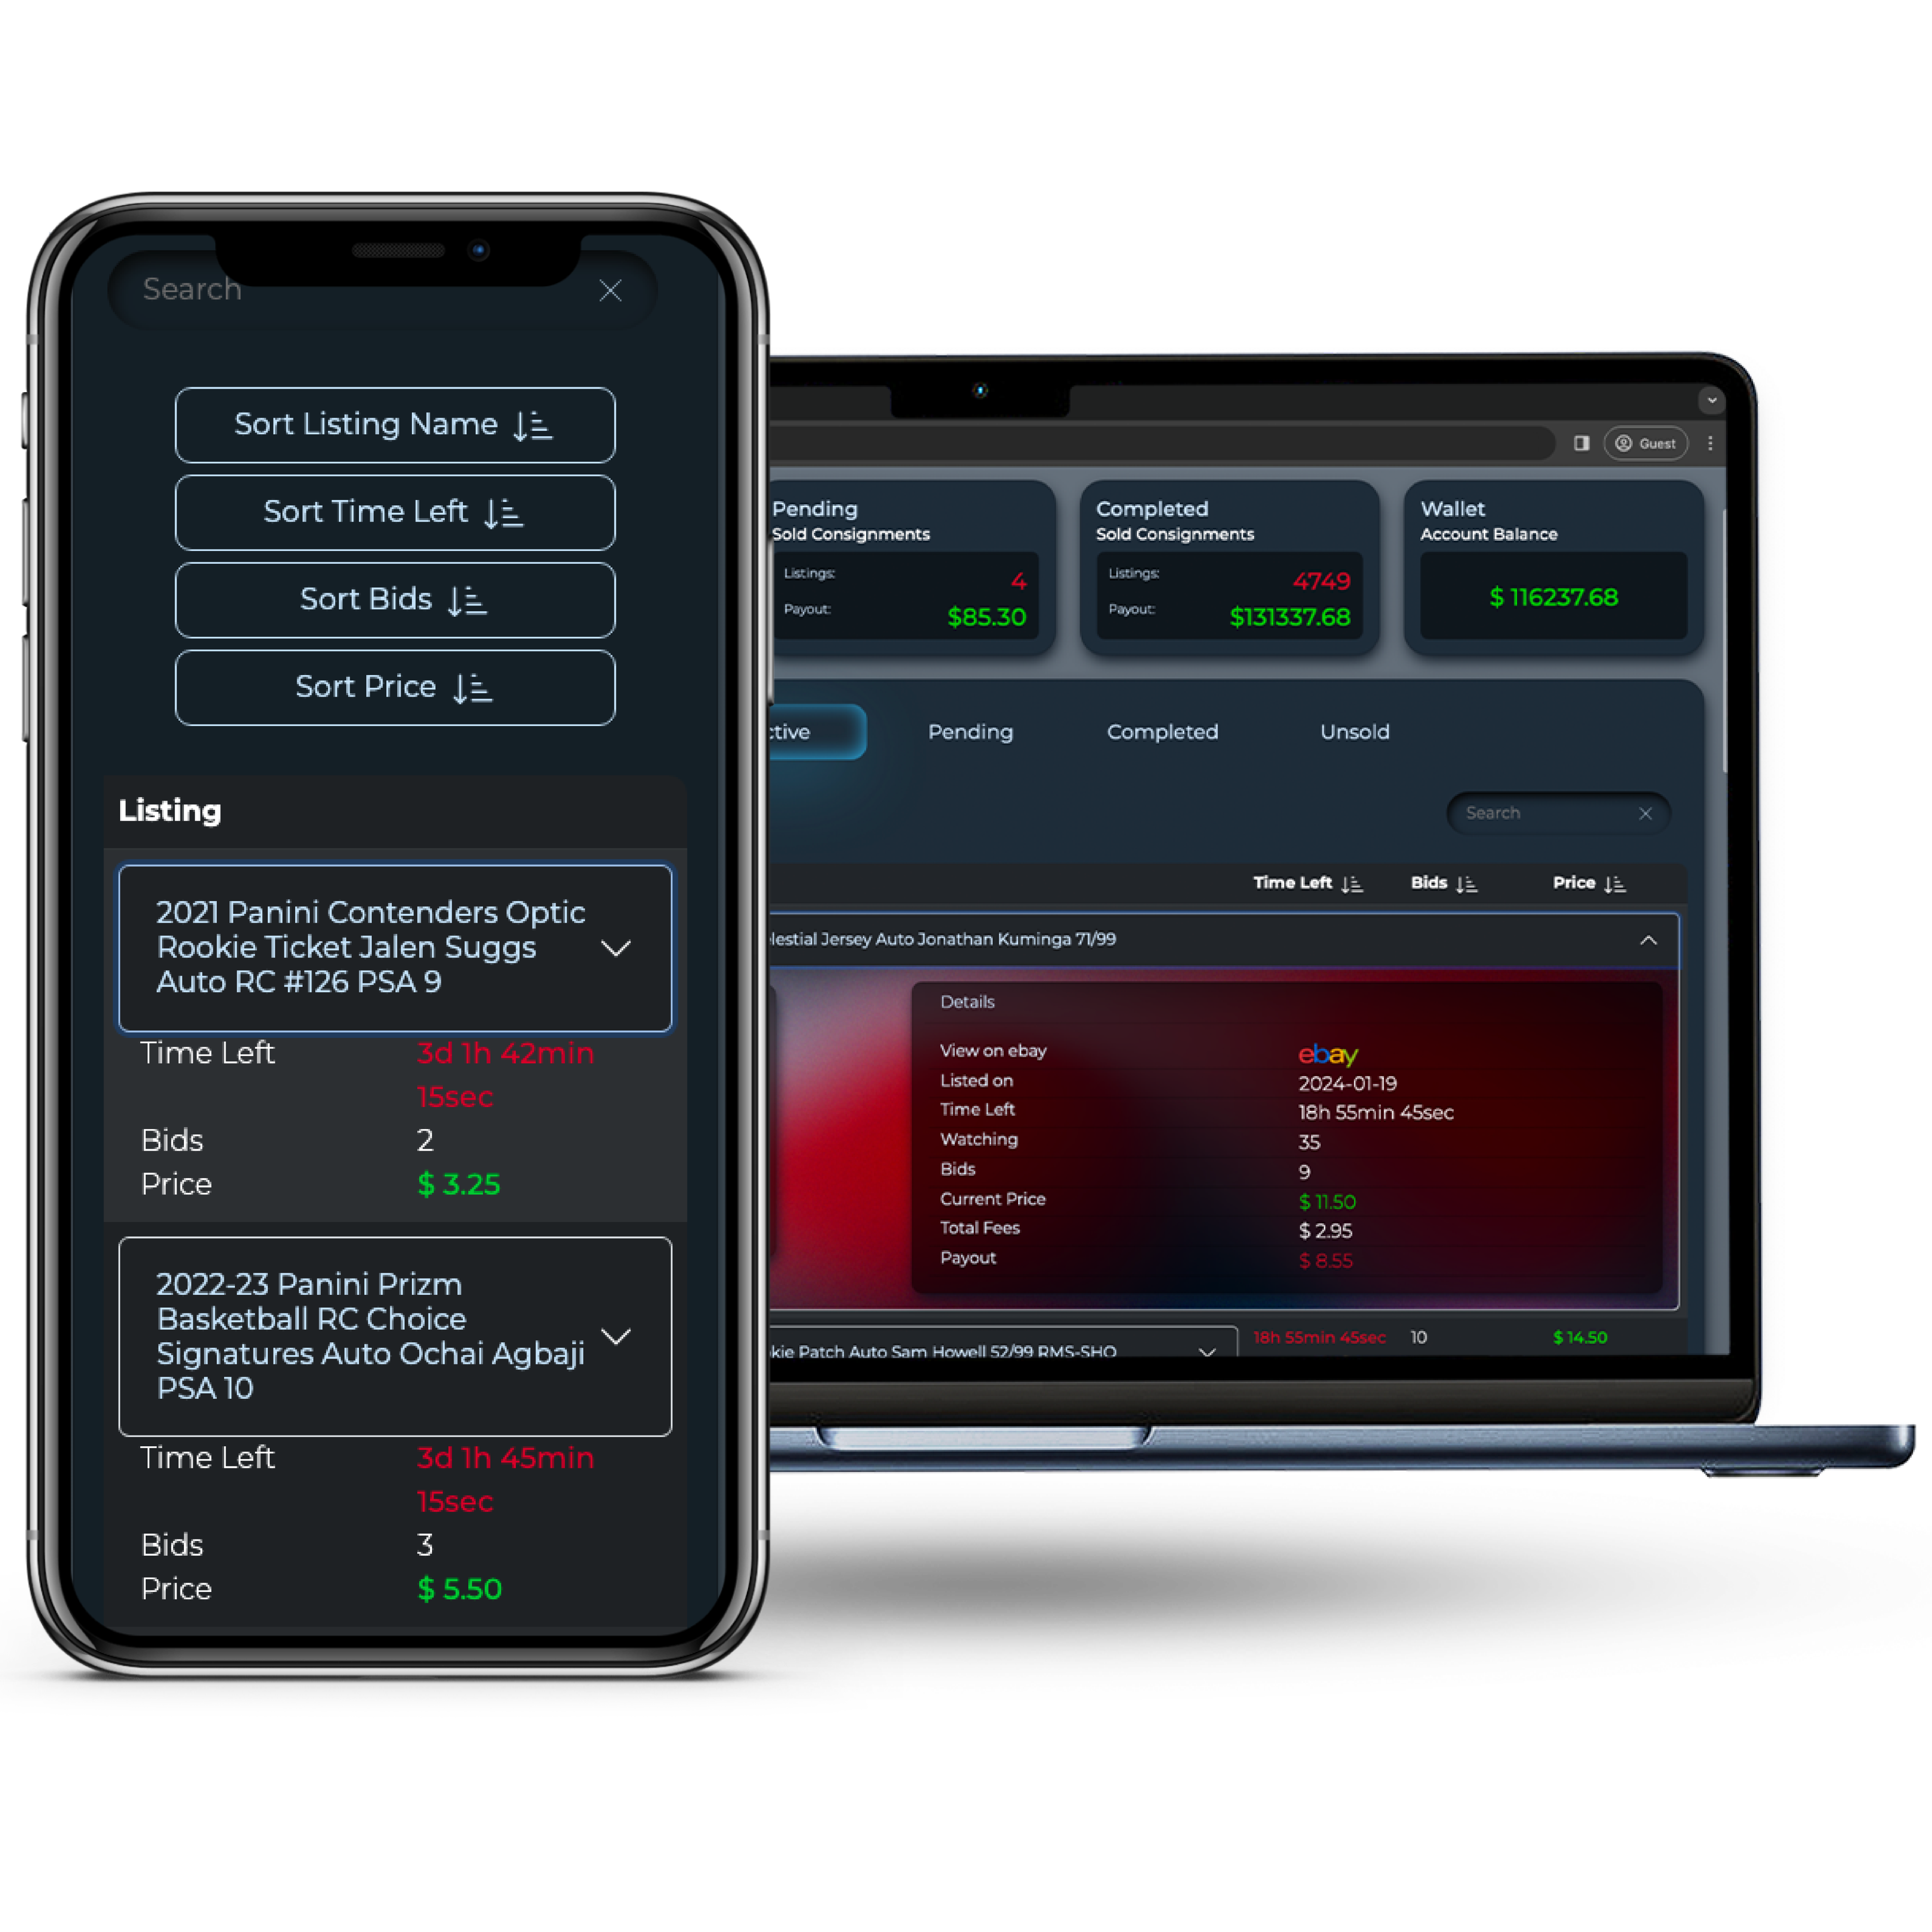 Search
Sort Listing Name
Sort Time Left
Sort Bids
Sort Price
Listing
2021 Panini Contenders Optic
Rookie Ticket Jalen Suggs
Auto RC #126 PSA 9
Time Left 3d 1h 42min
15sec
Bids 2
Price $ 3.25
2022-23 Panini Prizm
Basketball RC Choice
Signatures Auto Ochai Agbaji
PSA 10
Time Left 3d 1h 45min
15sec
Bids 3
Price $ 5.50
Guest
Pending
Sold Consignments
Listings: 4
Payout: $85.30
Completed
Sold Consignments
Listings: 4749
Payout: $131337.68
Wallet
Account Balance
$ 116237.68
Pending Completed Unsold
Search
Time Left Bids Price
Jersey Auto Jonathan Kuminga 71/99
Details
View on ebay ebay
Listed on 2024-01-19
Time Left 18h 55min 45sec
Watching 35
Bids 9
Current Price $ 11.50
Total Fees $ 2.95
Payout $ 8.55
Patch Auto Sam Howell 52/99 RMS-SHO 18h 55min 45sec 10 $ 14.50